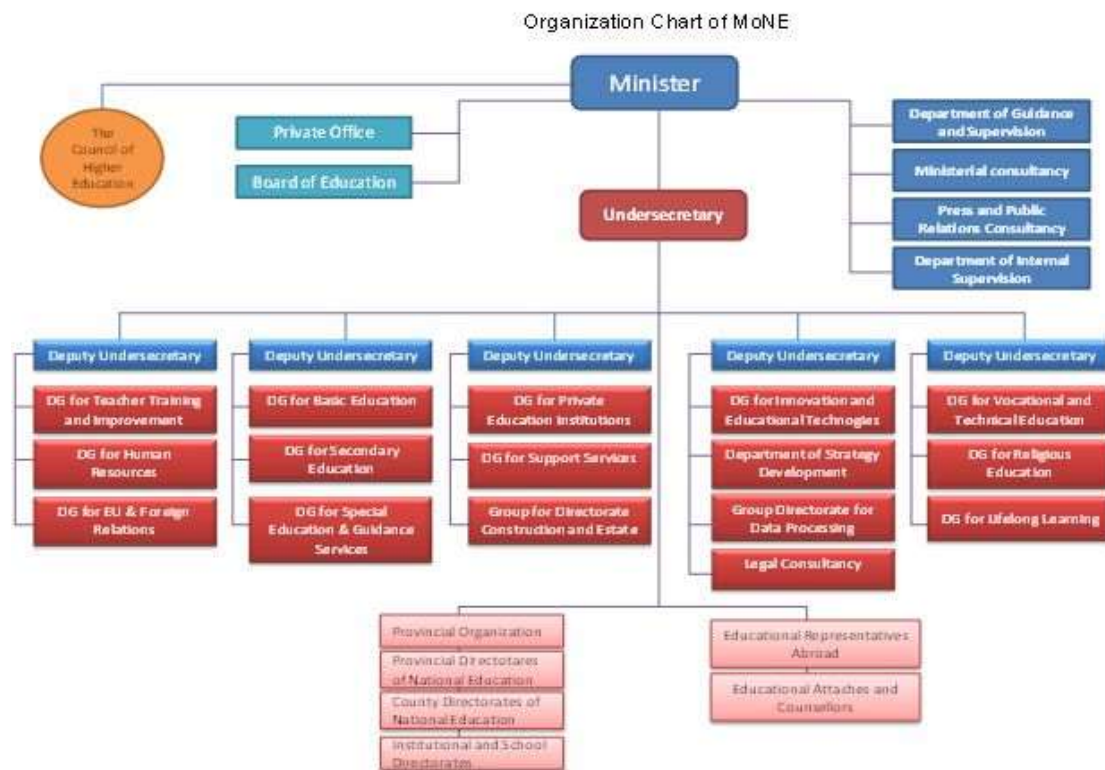 Organization Chart of MoNE
Minister
The
Council of
Higher
Education
Private Office
Board of Education
Department of Guidance
and Supervision
Ministerial consultancy
Press and Public
Relations Consultancy
Department of Internal
Supervision
Undersecretary
Deputy Undersecretary
DG for Teacher Training
and Improvement
DG for Human
Resources
DG for EU & Foreign
Relations
Deputy Undersecretary
DG for Basic Education
DG for Secondary
Education
DG for Special
Education & Guidance
Services
Deputy Undersecretary
DG for Private
Education Institutions
DG for Support Services
Group for Directorate
Construction and Estate
Deputy Undersecretary
DG for Innovation and
Educational Technogies
Department of Strategy
Development
Group Directorate for
Data Processing
Legal Consultancy
Deputy Undersecretary
DG for Vocational and
Technical Education
DG for Religious
Education
DG for Lifelong Learning
Provincial Organization
Provincial Directotares
of National Education
County Directorates of
National Education
Institutional and School
Directorates
Educational Representatives
Abroad
Educational Attaches and
Counsellors